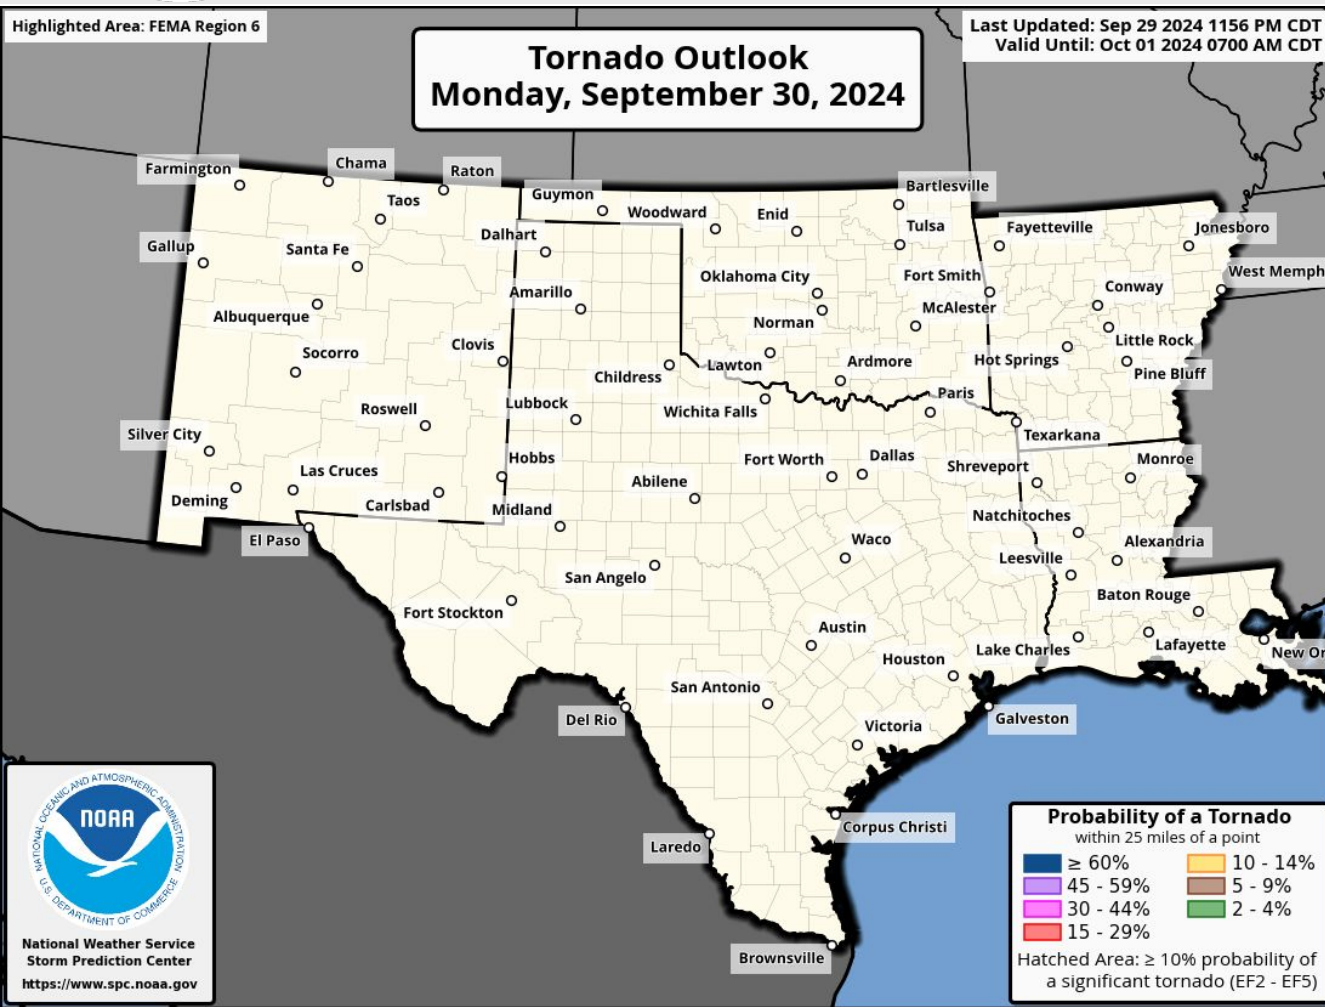 Highlighted Area: FEMA Region 6
Last Updated: Sep 29 2024 1156 PM CDT
Valid Until: Oct 01 2024 0700 AM CDT
Tornado Outlook
Monday, September 30, 2024
Farmington
Chama
Raton
Taos
Guymon
Woodward
Enid
Bartlesville
Tulsa
Fayetteville
Jonesboro
Gallup
Santa Fe
Dalhart
Oklahoma City
Fort Smith
West Memph
Albuquerque
Amarillo
Norman
McAlester
Conway
Little Rock
Socorro
Clovis
Childress
Lawton
Ardmore
Hot Springs
Pine Bluff
Roswell
Lubbock
Wichita Falls
Paris
Texarkana
Silver City
Las Cruces
Hobbs
Abilene
Fort Worth
Dallas
Shreveport
Monroe
Deming
Carlsbad
Midland
Natchitoches
El Paso
San Angelo
Waco
Leesville
Alexandria
Fort Stockton
Baton Rouge
Austin
Houston
Lake Charles
Lafayette
New Or
San Antonio
Del Rio
Victoria
Galveston
Laredo
Corpus Christi
Brownsville
NATIONAL OCEANIC AND ATMOSPHERIC ADMINISTRATION
NOAA
U.S. DEPARTMENT OF COMMERCE
National Weather Service
Storm Prediction Center
https://www.spc.noaa.gov
Probability of a Tornado
within 25 miles of a point
≥ 60%
45 - 59%
30 - 44%
15 - 29%
10 - 14%
5 - 9%
2 - 4%
Hatched Area: ≥ 10% probability of
a significant tornado (EF2 - EF5)